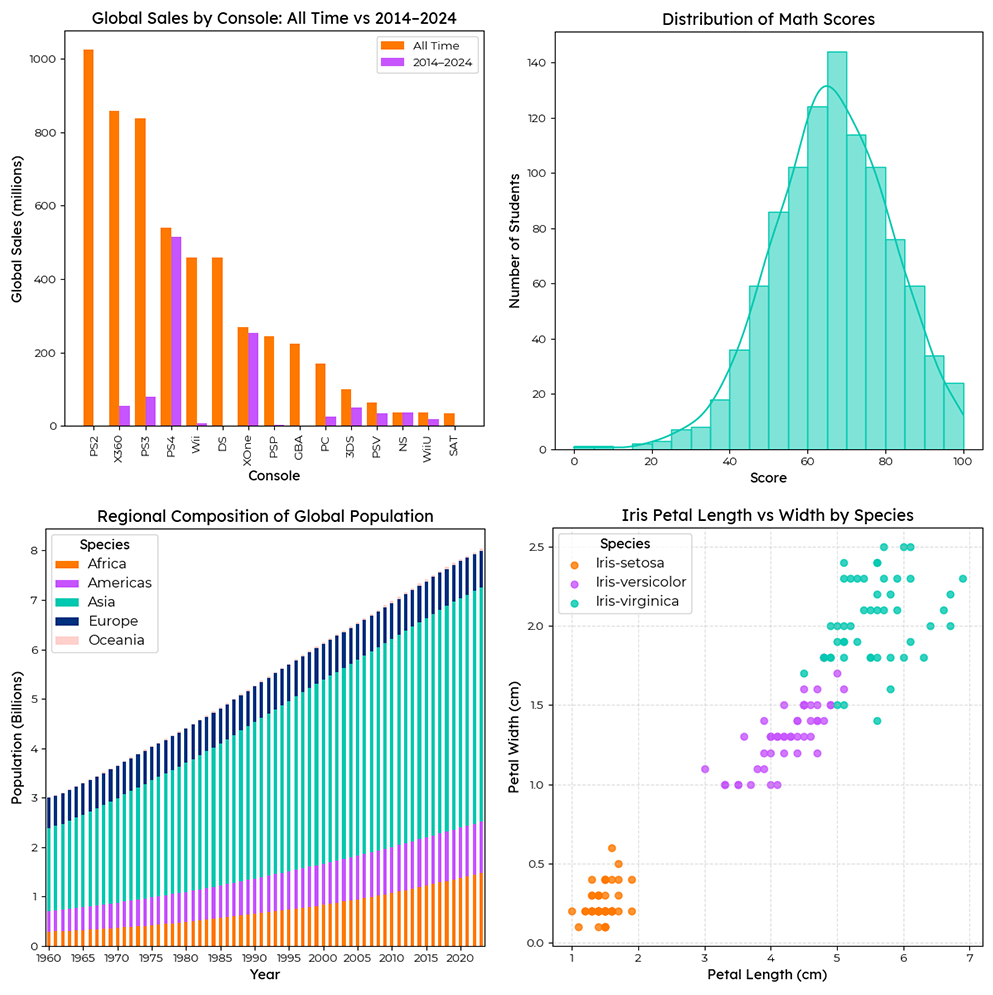 Global Sales by Console: All Time vs 2014–2024
All Time
2014–2024
Global Sales (millions)
1000
800
600
400
200
0
PS2 X360 PS3 PS4 Wii DS XOne PSP GBA PC 3DS PSV NS WiiU SAT
Console
Distribution of Math Scores
Number of Students
140
120
100
80
60
40
20
0
0 20 40 60 80 100
Score
Regional Composition of Global Population
Species
Africa
Americas
Asia
Europe
Oceania
Population (Billions)
8
7
6
5
4
3
2
1
0
1960 1965 1970 1975 1980 1985 1990 1995 2000 2005 2010 2015 2020
Year
Iris Petal Length vs Width by Species
Species
Iris-setosa
Iris-versicolor
Iris-virginica
Petal Width (cm)
2.5
2.0
1.5
1.0
0.5
0.0
1 2 3 4 5 6 7
Petal Length (cm)